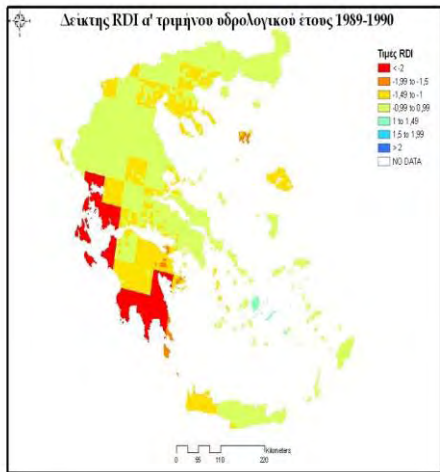 Δείκτης RDI α' τριμήνου υδρολογικού έτους 1989-1990
Τιμές RDI
< -2
-1,99 to -1,5
-1,49 to -1
-0,99 to 0,99
1 to 1,49
1,5 to 1,99
> 2
NO DATA
Kilometers
0 55 110 220